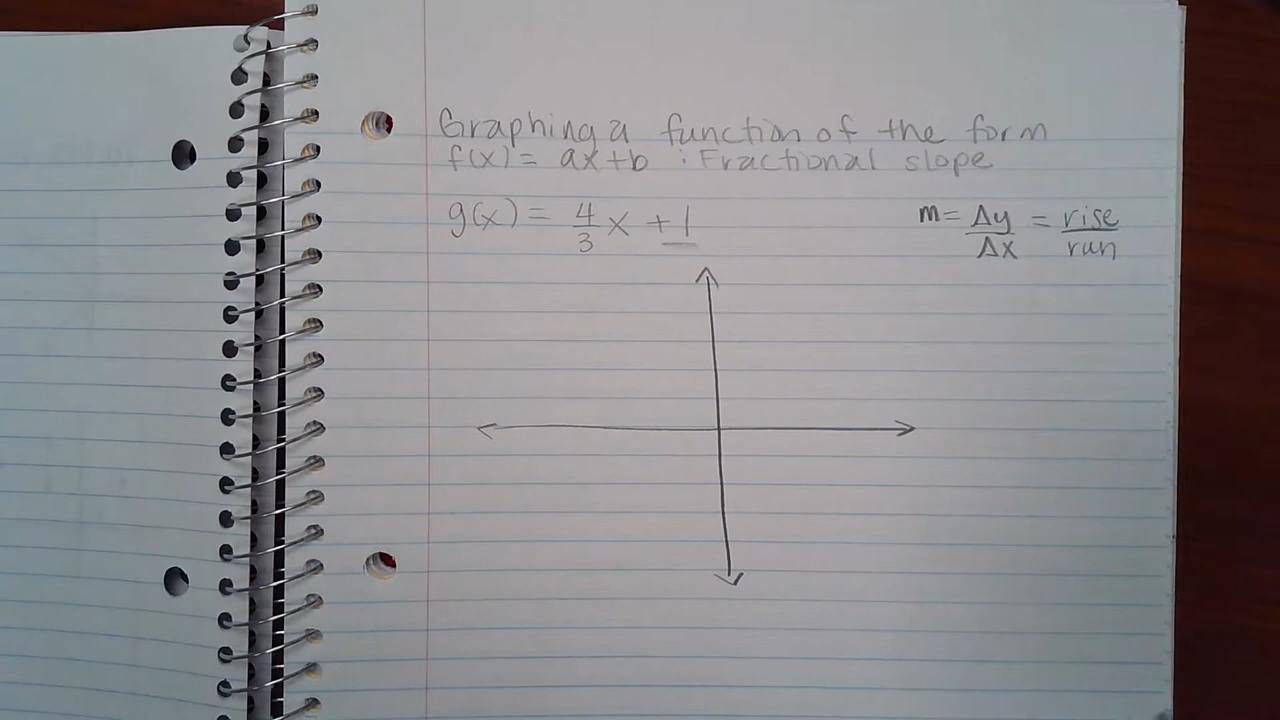 Graphing a function of the form
f(x) = ax + b : Fractional slope
g(x) = 4/3 x + 1
m = Δy/Δx = rise/run